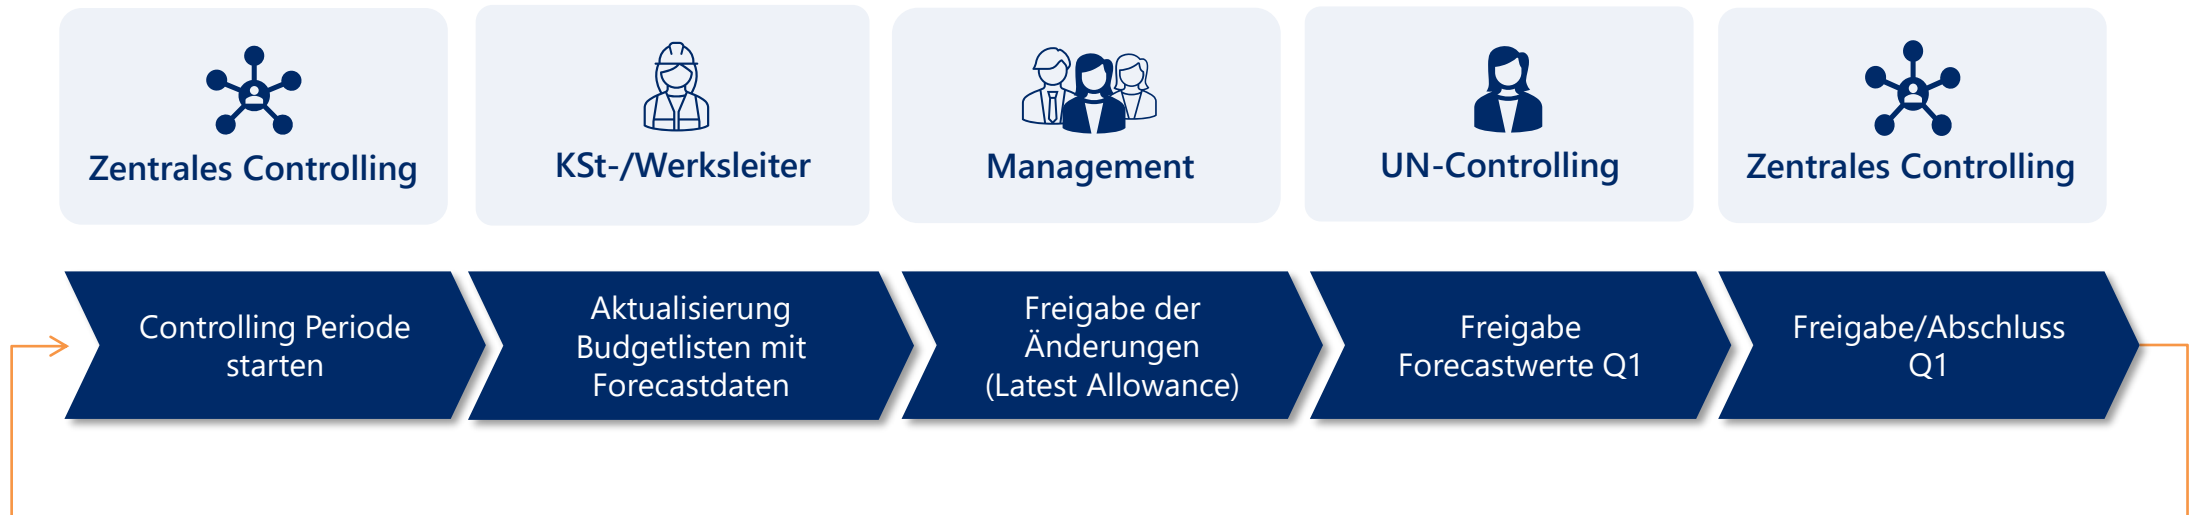 Zentrales Controlling
KSt-/Werksleiter
Management
UN-Controlling
Zentrales Controlling
Controlling Periode
starten
Aktualisierung
Budgetlisten mit
Forecastdaten
Freigabe der
Änderungen
(Latest Allowance)
Freigabe
Forecastwerte Q1
Freigabe/Abschluss
Q1